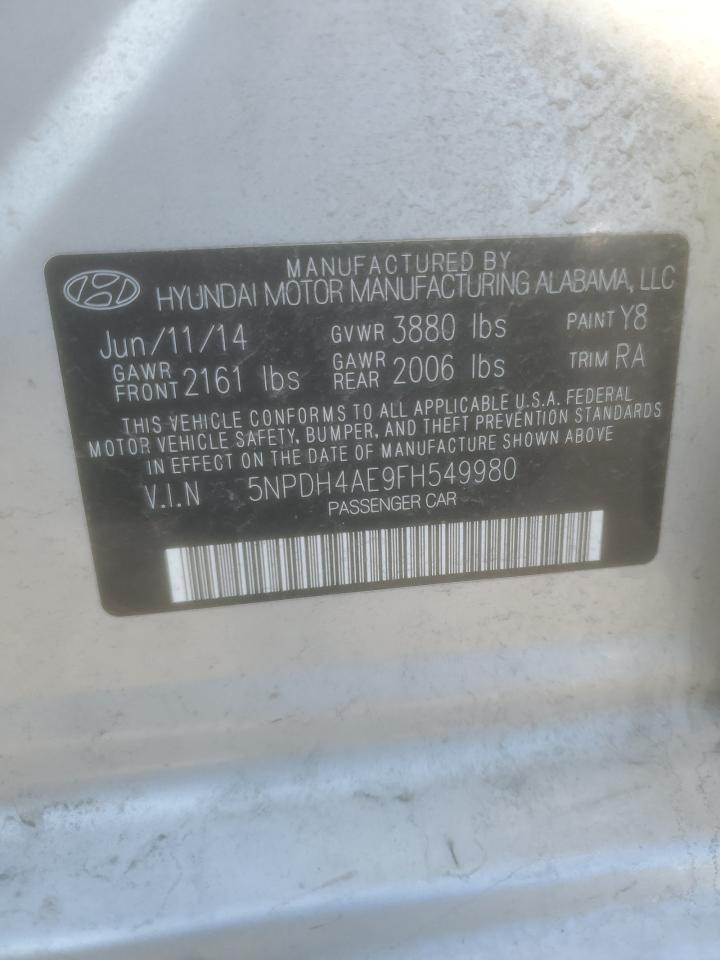 MANUFACTURED BY
HYUNDAI MOTOR MANUFACTURING ALABAMA, LLC
Jun/11/14 GVWR 3880 lbs PAINT Y8
GAWR FRONT 2161 lbs GAWR REAR 2006 lbs TRIM RA
THIS VEHICLE CONFORMS TO ALL APPLICABLE U.S.A. FEDERAL
MOTOR VEHICLE SAFETY, BUMPER, AND THEFT PREVENTION STANDARDS
IN EFFECT ON THE DATE OF MANUFACTURE SHOWN ABOVE
V.I.N 5NPDH4AE9FH549980
PASSENGER CAR